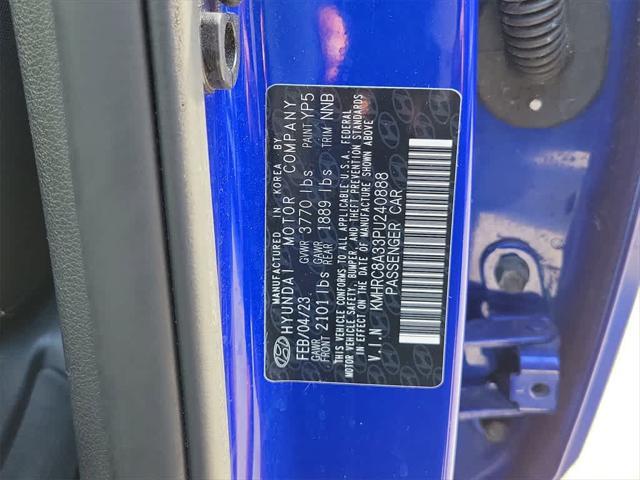 MANUFACTURED IN KOREA BY
HYUNDAI MOTOR COMPANY
FEB/04/23 GVWR 3770 lbs PAINT YP5
GAWR FRONT 2101 lbs GAWR REAR 1889 lbs TRIM NNB
THIS VEHICLE CONFORMS TO ALL APPLICABLE U.S.A. FEDERAL
MOTOR VEHICLE SAFETY, BUMPER, AND THEFT PREVENTION STANDARDS
IN EFFECT ON THE DATE OF MANUFACTURE SHOWN ABOVE
V.I.N KMHRC8A33PU240888
PASSENGER CAR